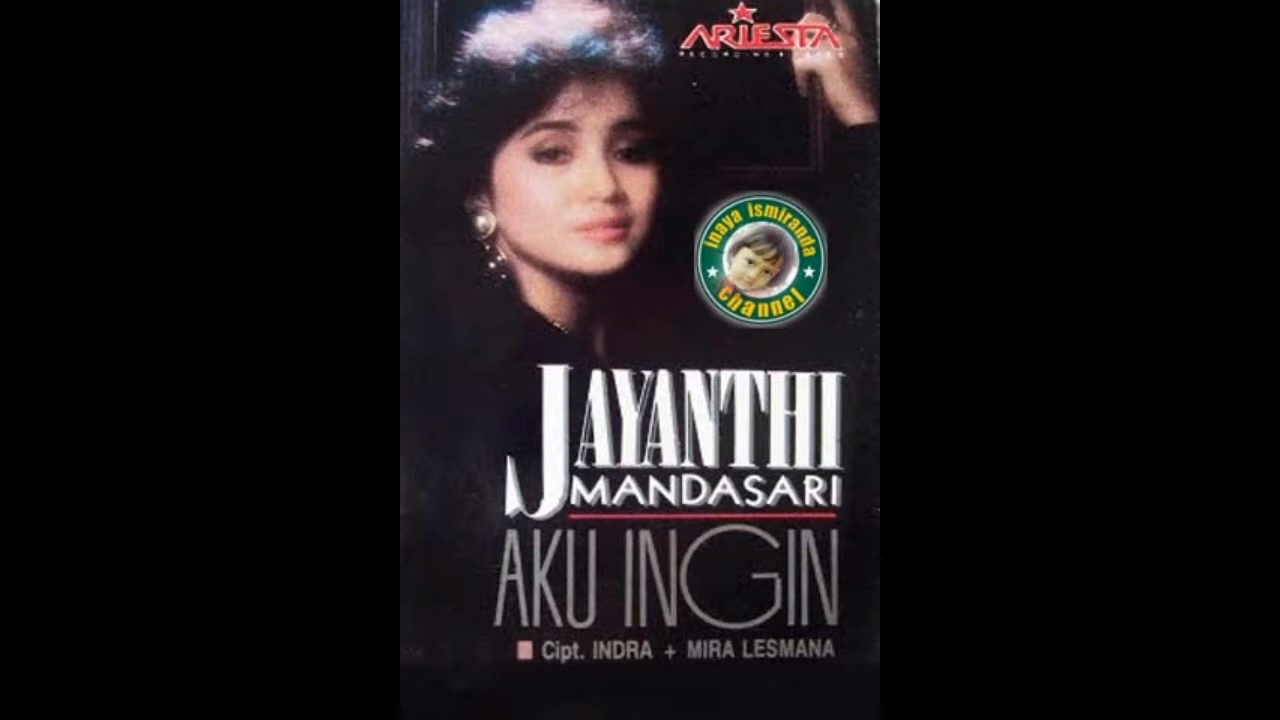 ARIESTA
inaya ismiranda
channel
JAYANTHI
MANDASARI
AKU INGIN
Cipt. INDRA + MIRA LESMANA